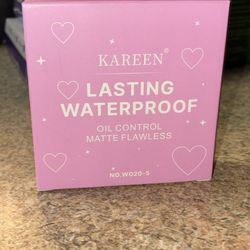 KAREEN®
LASTING
WATERPROOF
OIL CONTROL
MATTE FLAWLESS
NO.W020-5